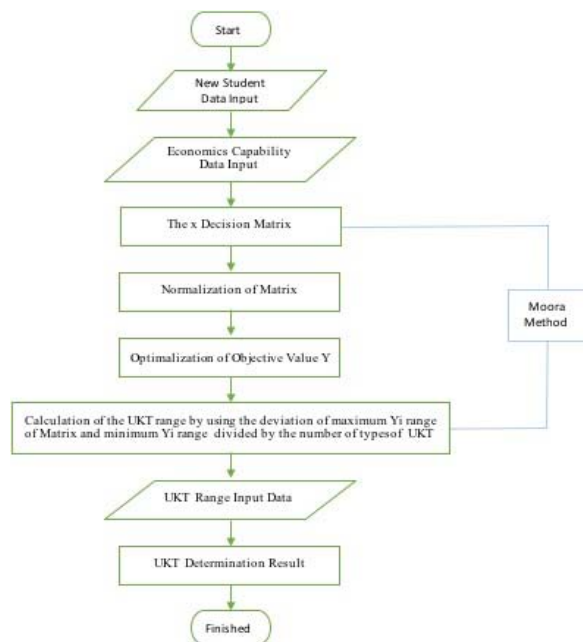 Start
New Student
Data Input
Economics Capability
Data Input
The x Decision Matrix
Normalization of Matrix
Moora
Method
Optimalization of Objective Value Y
Calculation of the UKT range by using the deviation of maximum Yi range
of Matrix and minimum Yi range divided by the number of typesof UKT
UKT Range Input Data
UKT Determination Result
Finished